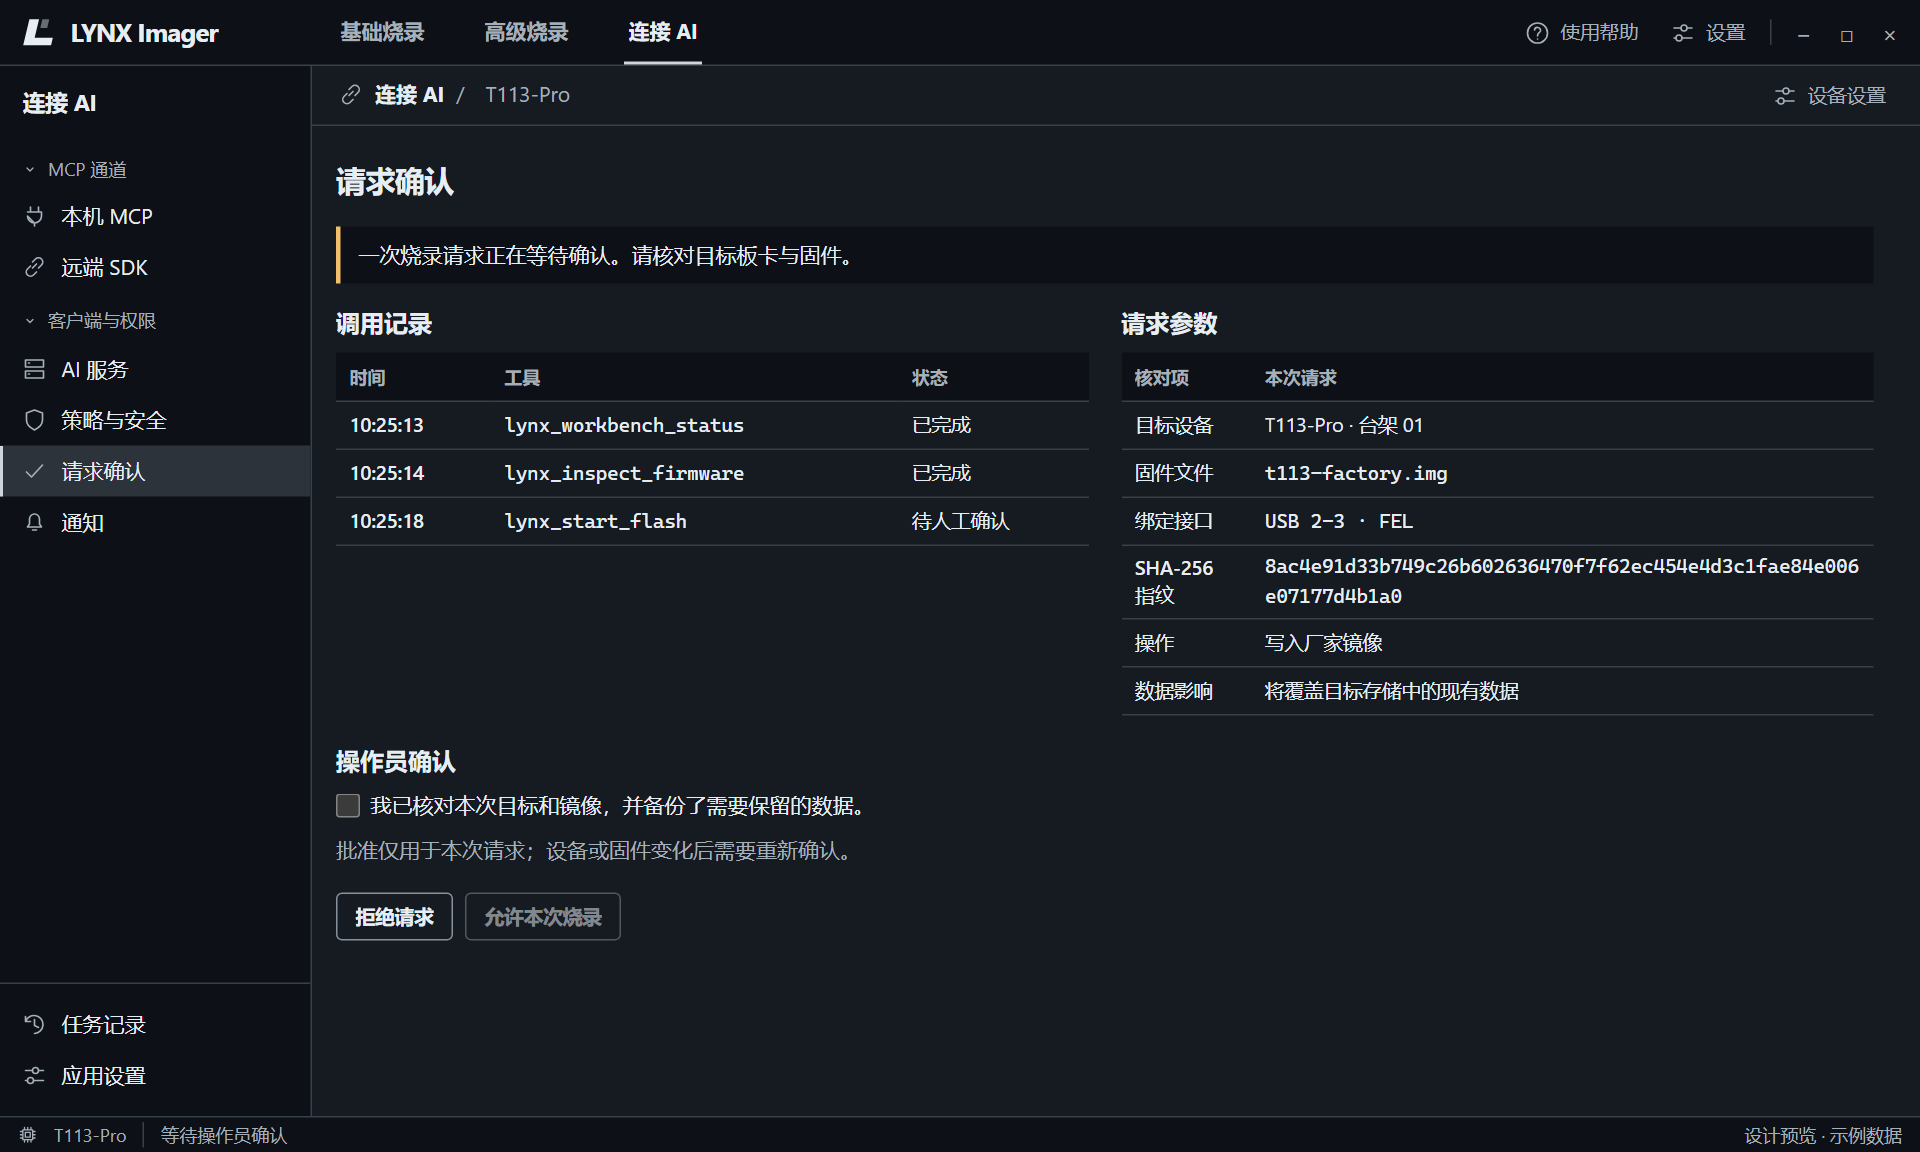 LYNX Imager
基础烧录
高级烧录
连接 AI
使用帮助
设置
连接 AI
MCP 通道
本机 MCP
远端 SDK
客户端与权限
AI 服务
策略与安全
请求确认
通知
任务记录
应用设置
连接 AI / T113-Pro
设备设置
请求确认
一次烧录请求正在等待确认。请核对目标板卡与固件。
调用记录
时间 工具 状态
10:25:13 lynx_workbench_status 已完成
10:25:14 lynx_inspect_firmware 已完成
10:25:18 lynx_start_flash 待人工确认
请求参数
核对项 本次请求
目标设备 T113-Pro · 台架 01
固件文件 t113-factory.img
绑定接口 USB 2-3 · FEL
SHA-256 指纹
8ac4e91d33b749c26b602636470f7f62ec454e4d3c1fae84e006
e07177d4b1a0
操作 写入厂家镜像
数据影响 将覆盖目标存储中的现有数据
操作员确认
我已核对本次目标和镜像，并备份了需要保留的数据。
批准仅用于本次请求；设备或固件变化后需要重新确认。
拒绝请求
允许本次烧录
T113-Pro
等待操作员确认
设计预览 · 示例数据